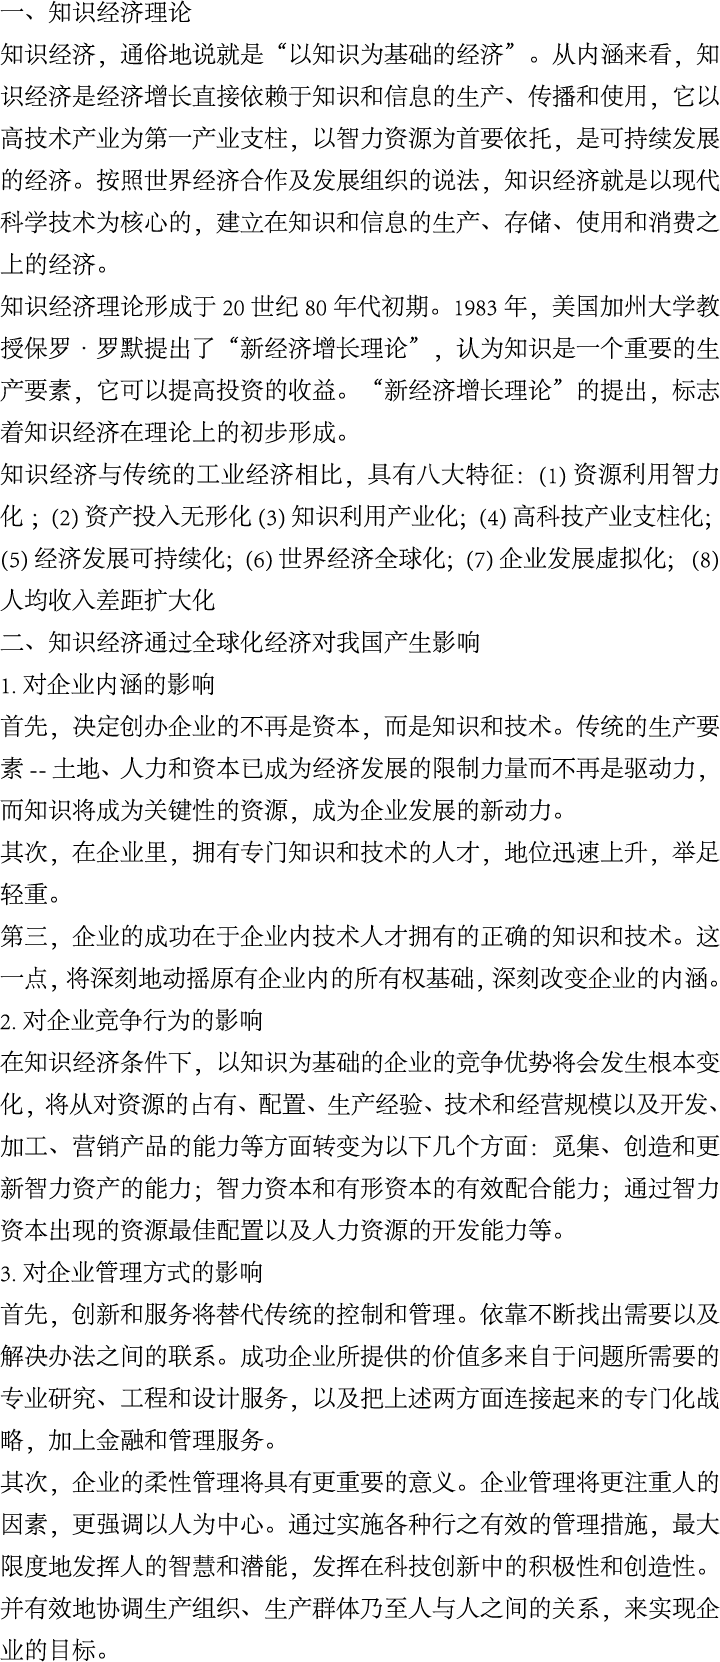 一、知识经济理论
知识经济，通俗地说就是“以知识为基础的经济”。从内涵来看，知
识经济是经济增长直接依赖于知识和信息的生产、传播和使用，它以
高技术产业为第一产业支柱，以智力资源为首要依托，是可持续发展
的经济。按照世界经济合作及发展组织的说法，知识经济就是以现代
科学技术为核心的，建立在知识和信息的生产、存储、使用和消费之
上的经济。
知识经济理论形成于 20 世纪 80 年代初期。1983 年，美国加州大学教
授保罗 · 罗默提出了“新经济增长理论”，认为知识是一个重要的生
产要素，它可以提高投资的收益。“新经济增长理论”的提出，标志
着知识经济在理论上的初步形成。
知识经济与传统的工业经济相比，具有八大特征：(1) 资源利用智力
化；(2) 资产投入无形化 (3) 知识利用产业化；(4) 高科技产业支柱化；
(5) 经济发展可持续化；(6) 世界经济全球化；(7) 企业发展虚拟化；(8)
人均收入差距扩大化
二、知识经济通过全球化经济对我国产生影响
1. 对企业内涵的影响
首先，决定创办企业的不再是资本，而是知识和技术。传统的生产要
素 -- 土地、人力和资本已成为经济发展的限制力量而不再是驱动力，
而知识将成为关键性的资源，成为企业发展的新动力。
其次，在企业里，拥有专门知识和技术的人才，地位迅速上升，举足
轻重。
第三，企业的成功在于企业内技术人才拥有的正确的知识和技术。这
一点，将深刻地动摇原有企业内的所有权基础，深刻改变企业的内涵。
2. 对企业竞争行为的影响
在知识经济条件下，以知识为基础的企业的竞争优势将会发生根本变
化，将从对资源的占有、配置、生产经验、技术和经营规模以及开发、
加工、营销产品的能力等方面转变为以下几个方面：觅集、创造和更
新智力资产的能力；智力资本和有形资本的有效配合能力；通过智力
资本出现的资源最佳配置以及人力资源的开发能力等。
3. 对企业管理方式的影响
首先，创新和服务将替代传统的控制和管理。依靠不断找出需要以及
解决办法之间的联系。成功企业所提供的价值多来自于问题所需要的
专业研究、工程和设计服务，以及把上述两方面连接起来的专门化战
略，加上金融和管理服务。
其次，企业的柔性管理将具有更重要的意义。企业管理将更注重人的
因素，更强调以人为中心。通过实施各种行之有效的管理措施，最大
限度地发挥人的智慧和潜能，发挥在科技创新中的积极性和创造性。
并有效地协调生产组织、生产群体乃至人与人之间的关系，来实现企
业的目标。